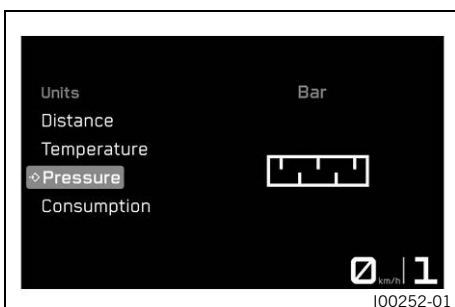 Units
Bar
Distance
Temperature
Pressure
Consumption
0 km/h 1
I00252-01